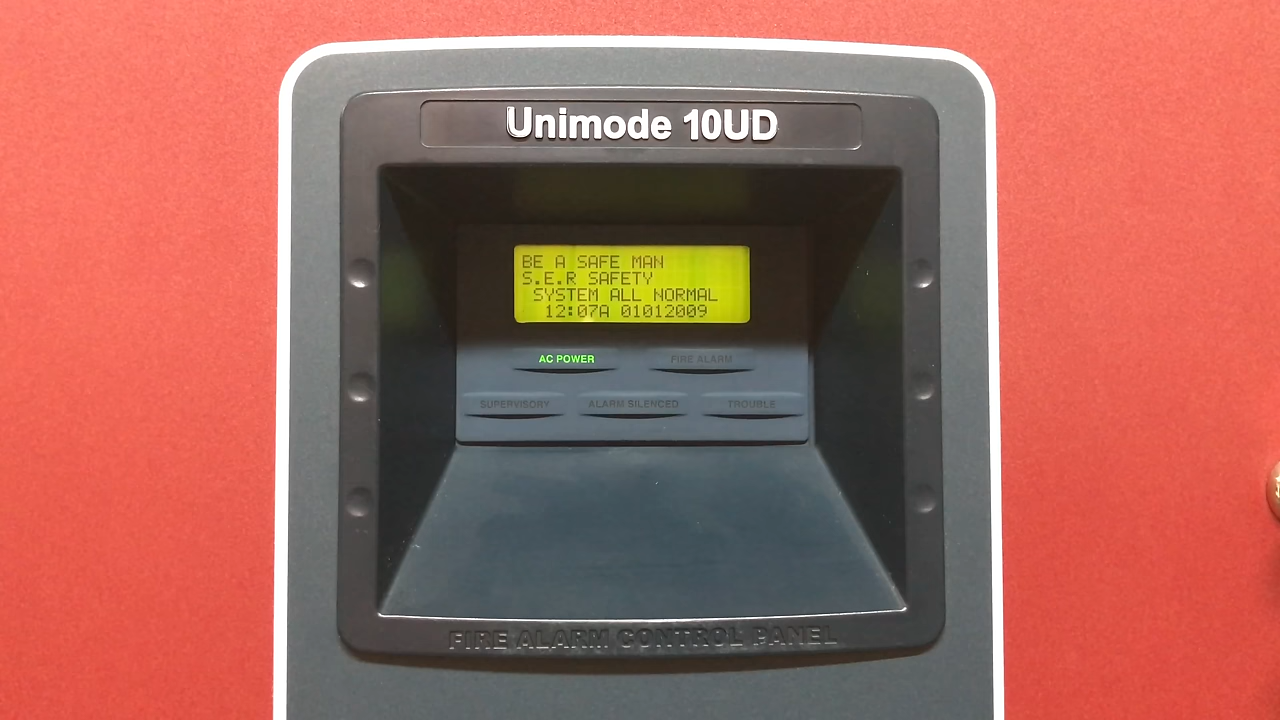 Unimode 10UD
BE A SAFE MAN
S.E.R SAFETY
SYSTEM ALL NORMAL
12:07A 01012009
AC POWER
FIRE ALARM
SUPERVISORY
ALARM SILENCED
TROUBLE
FIRE ALARM CONTROL PANEL